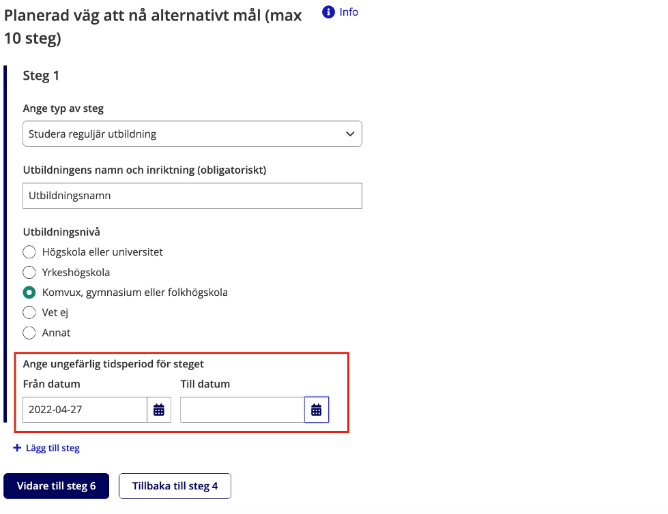 Planerad väg att nå alternativt mål (max
10 steg)
Info
Steg 1
Ange typ av steg
Studera reguljär utbildning
Utbildningens namn och inriktning (obligatoriskt)
Utbildningsnamn
Utbildningsnivå
Högskola eller universitet
Yrkeshögskola
Komvux, gymnasium eller folkhögskola
Vet ej
Annat
Ange ungefärlig tidsperiod för steget
Från datum
Till datum
2022-04-27
+ Lägg till steg
Vidare till steg 6
Tillbaka till steg 4